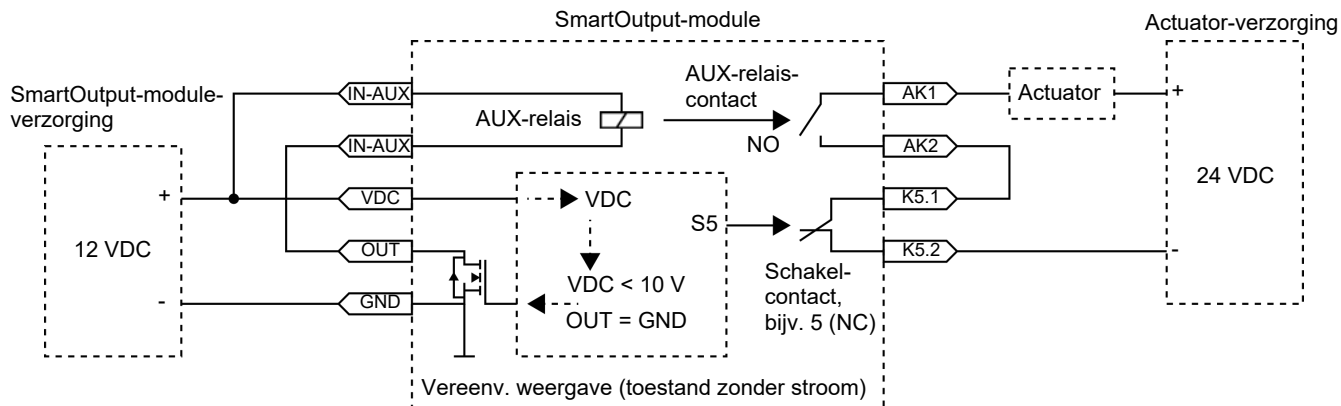 SmartOutput-module
Actuator-verzorging
SmartOutput-module-
verzorging
12 VDC
+
-
IN-AUX
IN-AUX
VDC
OUT
GND
AUX-relais
AUX-relais-
contact
NO
VDC
VDC < 10 V
OUT = GND
S5
Schakel-
contact,
bijv. 5 (NC)
Vereenv. weergave (toestand zonder stroom)
AK1
AK2
K5.1
K5.2
Actuator
+
24 VDC
-